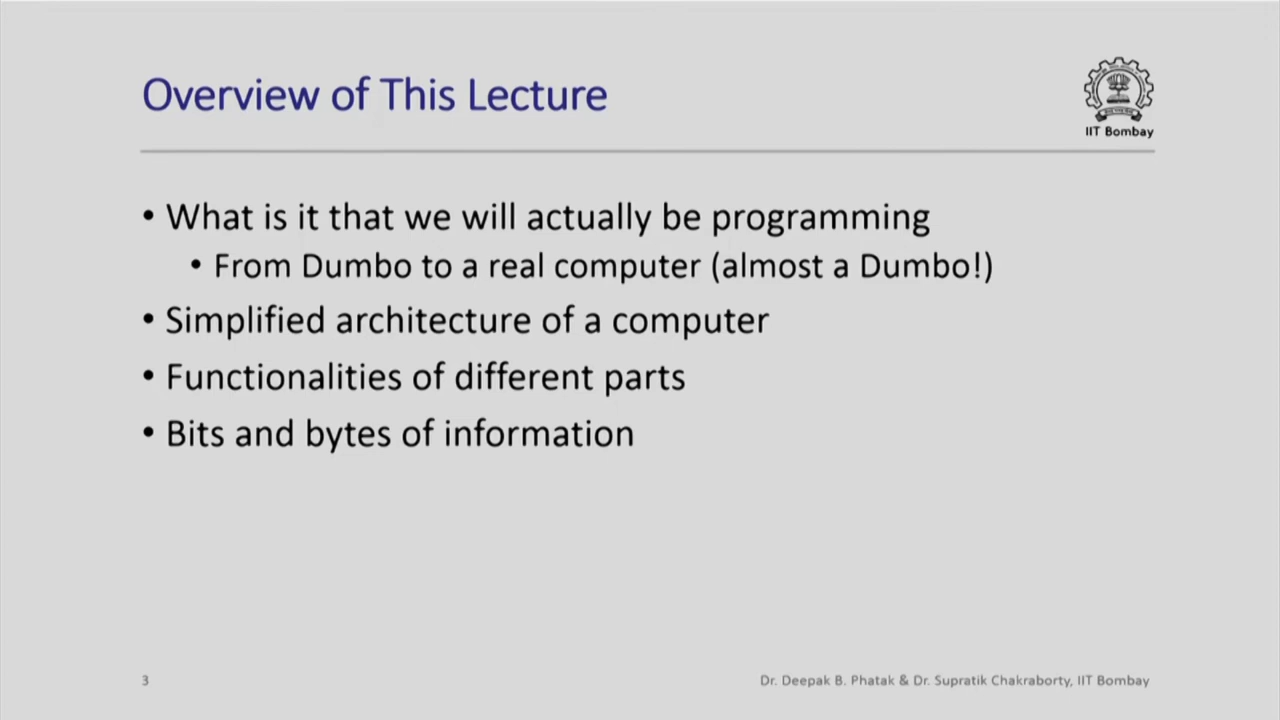 Overview of This Lecture
IIT Bombay
• What is it that we will actually be programming
• From Dumbo to a real computer (almost a Dumbo!)
• Simplified architecture of a computer
• Functionalities of different parts
• Bits and bytes of information
3
Dr. Deepak B. Phatak & Dr. Supratik Chakraborty, IIT Bombay